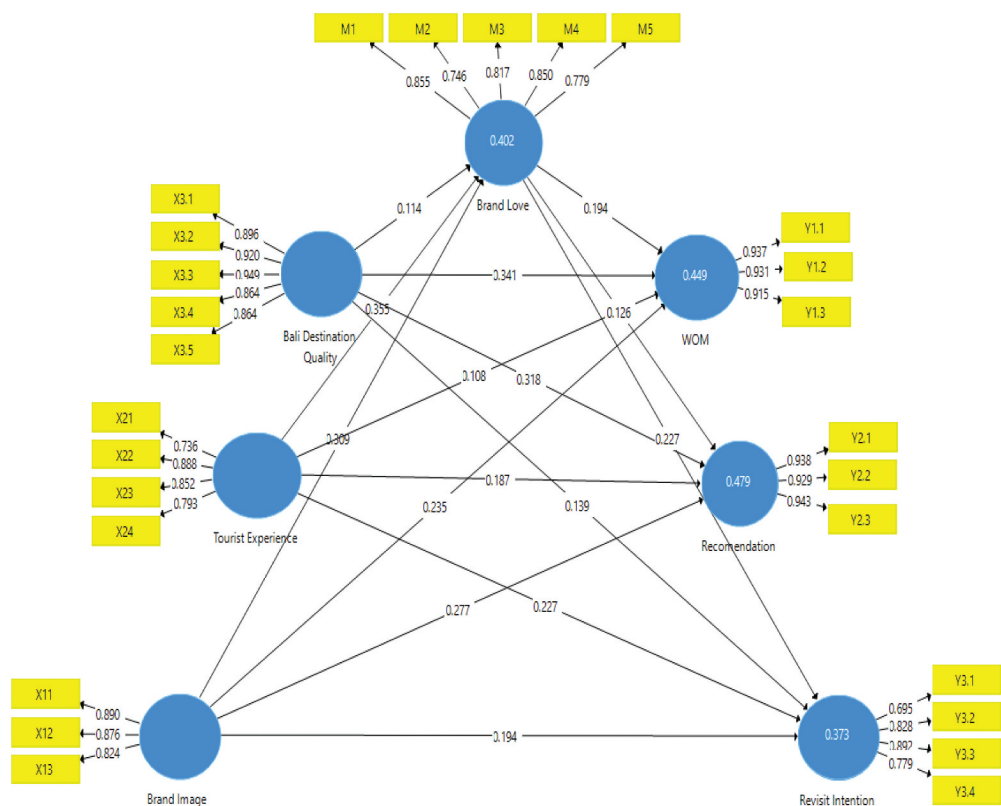 M1 M2 M3 M4 M5
0.855 0.746 0.817 0.850 0.779
0.402
Brand Love
X3.1
X3.2
X3.3
X3.4
X3.5
0.896
0.920
0.949
0.864
0.864
Bali Destination
Quality
0.114
0.194
0.341
0.355
0.126
0.108
0.318
0.449
WOM
0.937
0.931
0.915
Y1.1
Y1.2
Y1.3
X21
X22
X23
X24
0.736
0.888
0.852
0.793
Tourist Experience
0.309
0.227
0.187
0.235
0.139
0.479
Recomendation
0.938
0.929
0.943
Y2.1
Y2.2
Y2.3
0.277
0.227
X11
X12
X13
0.890
0.876
0.824
Brand Image
0.194
0.373
Revisit Intention
0.695
0.828
0.892
0.779
Y3.1
Y3.2
Y3.3
Y3.4